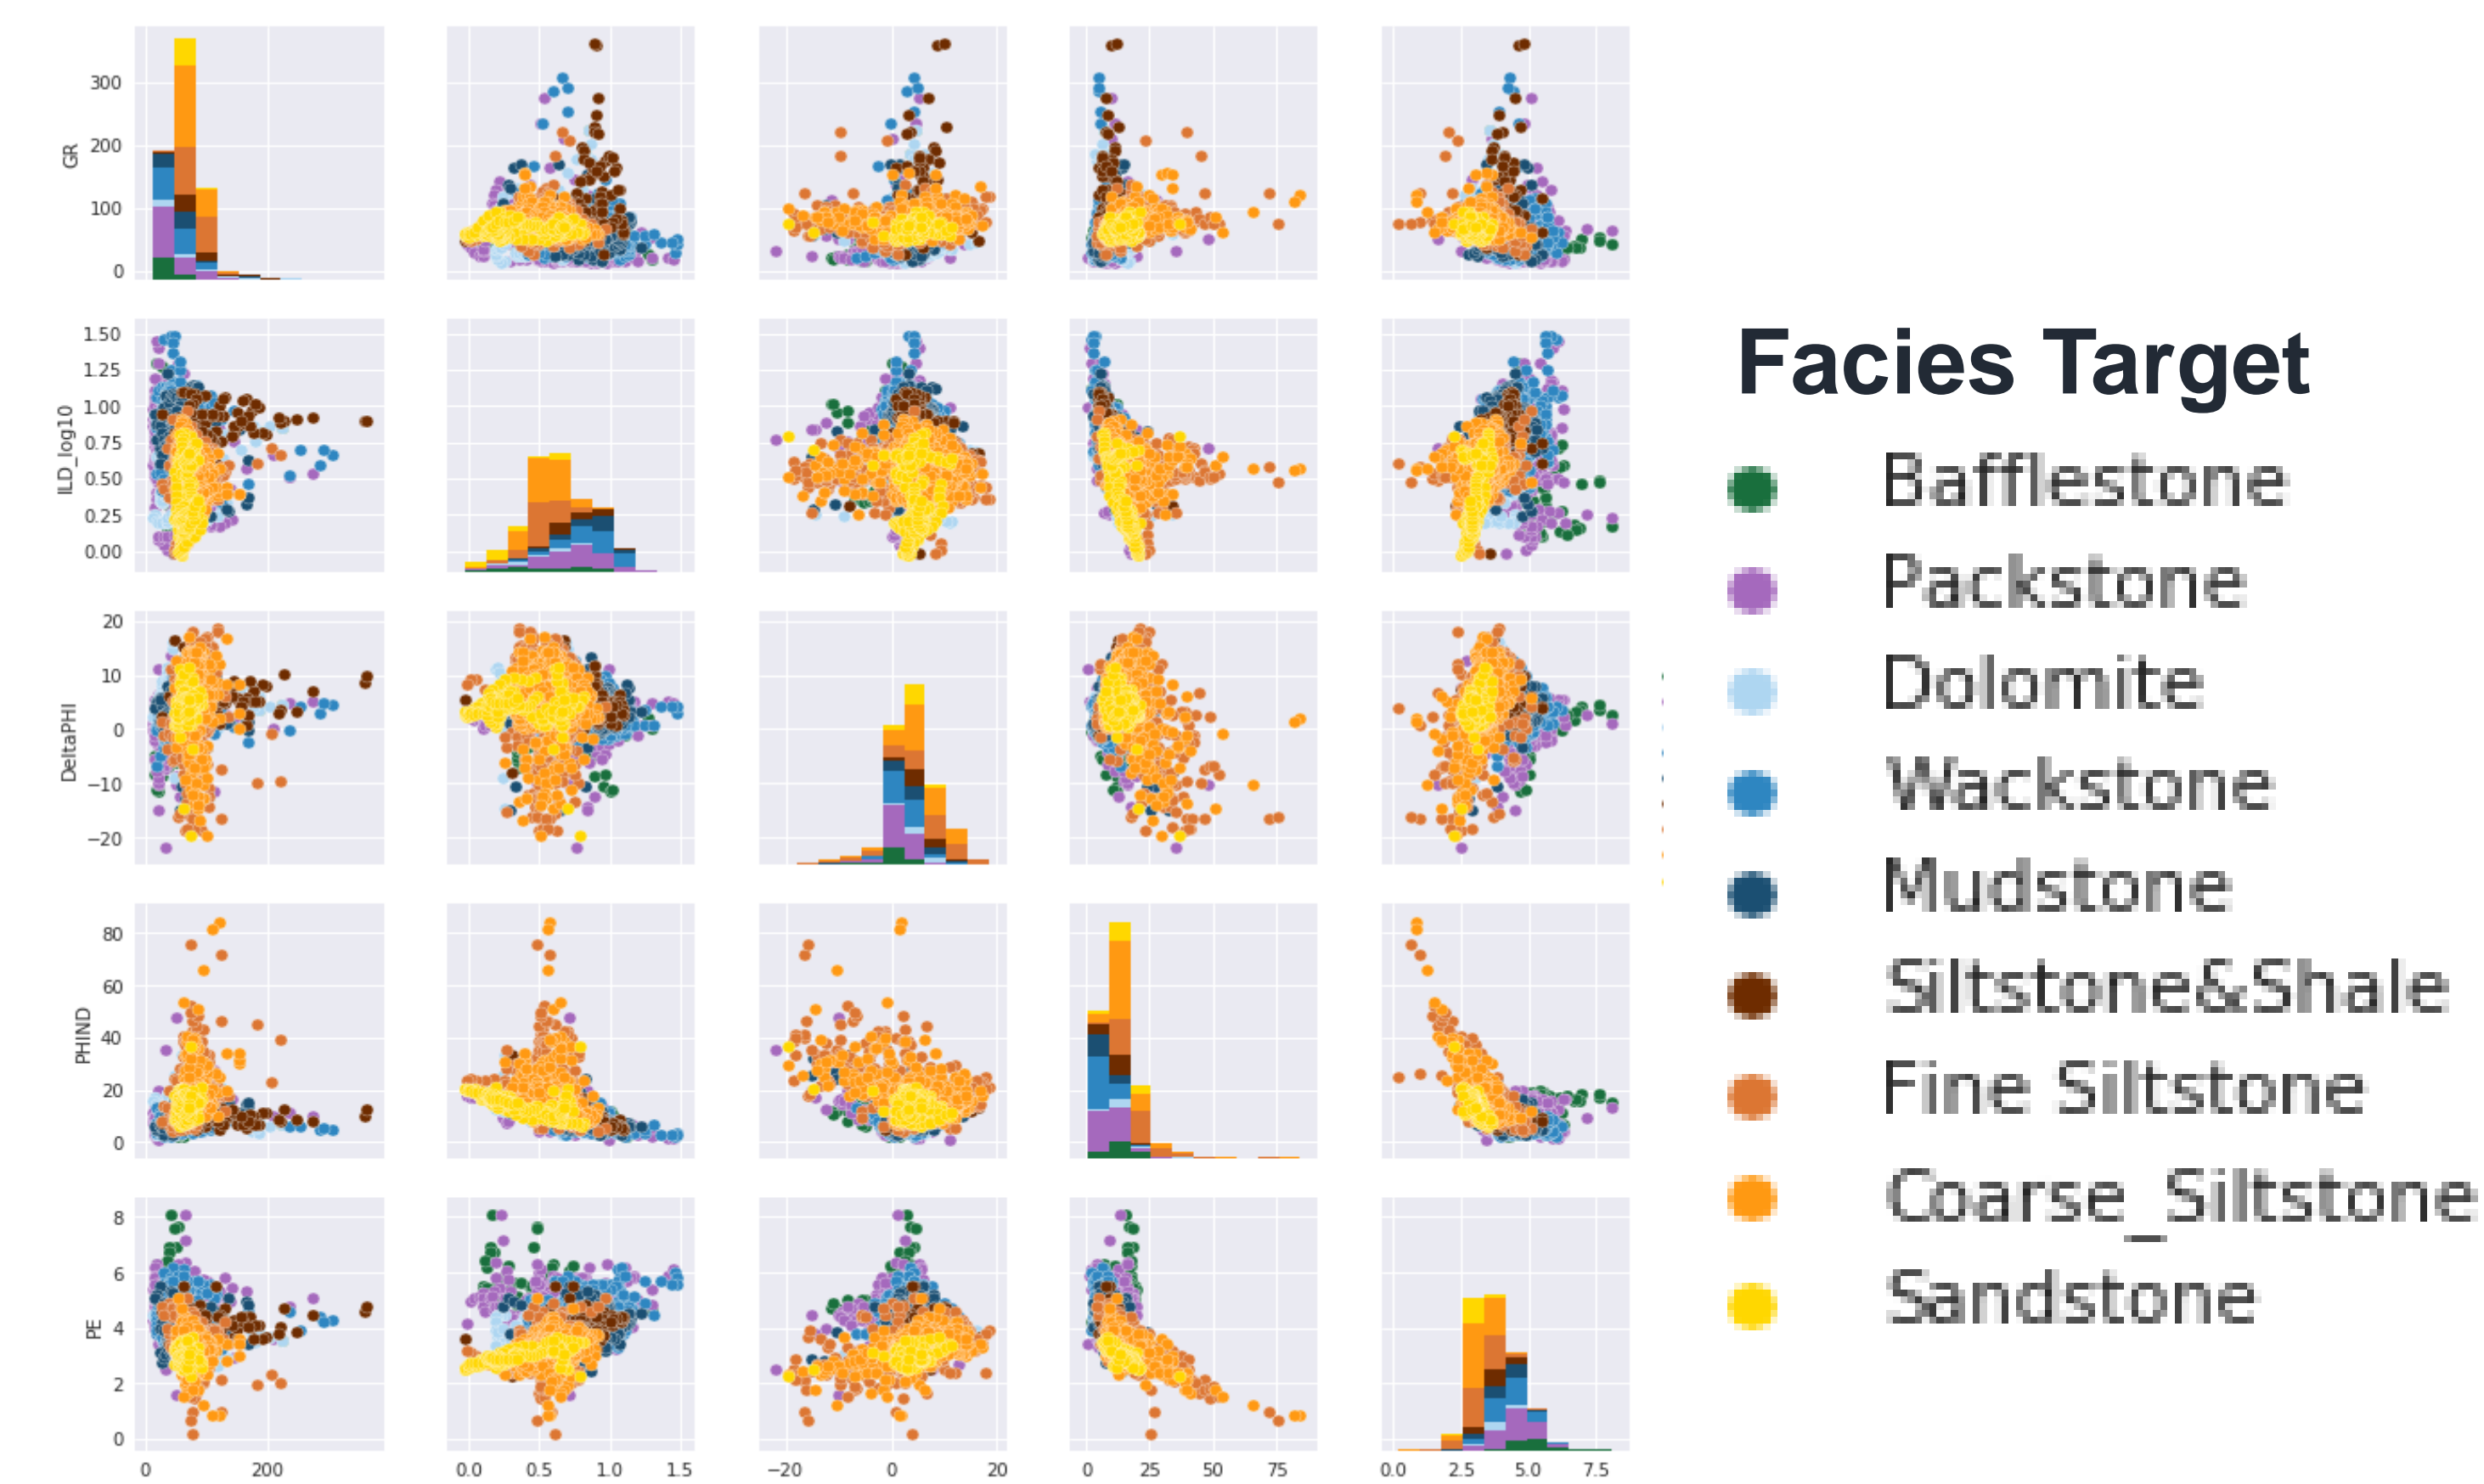 300
200
GR
100
0
1.50
1.25
1.00
ILD_log10
0.75
0.50
0.25
0.00
20
10
DeltaPHI
0
−10
−20
80
60
PHIND
40
20
0
8
6
PE
4
2
0
0 200 0.0 0.5 1.0 1.5 −20 0 20 0 25 50 75 0.0 2.5 5.0 7.5
Facies Target
Bafflestone
Packstone
Dolomite
Wackstone
Mudstone
Siltstone&Shale
Fine Siltstone
Coarse_Siltstone
Sandstone